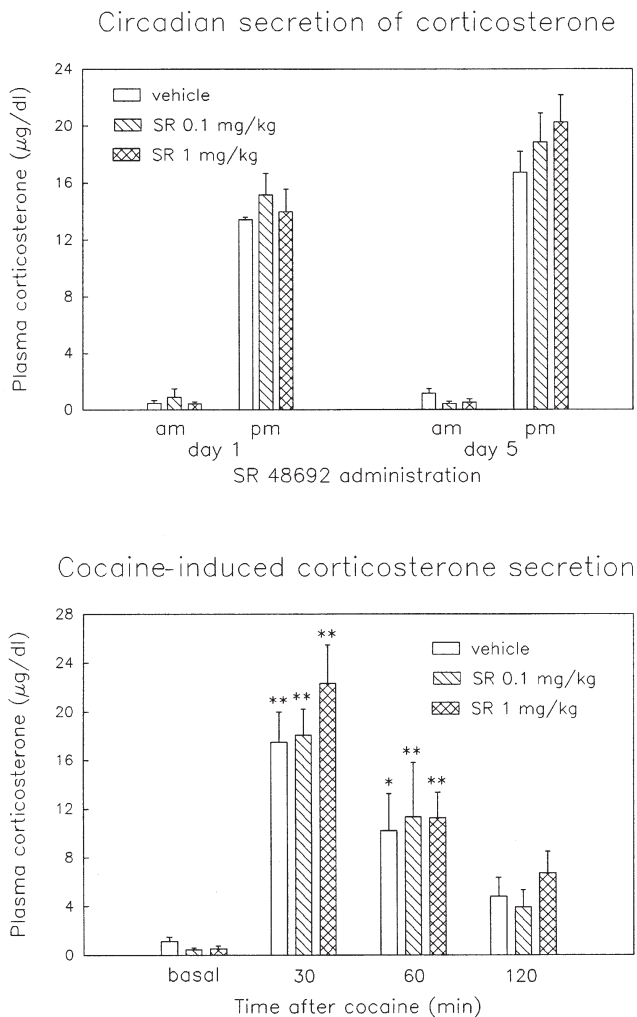 Circadian secretion of corticosterone
24
20
16
12
8
4
0
Plasma corticosterone (μg/dl)
vehicle
SR 0.1 mg/kg
SR 1 mg/kg
am pm am pm
day 1 day 5
SR 48692 administration
Cocaine-induced corticosterone secretion
28
24
20
16
12
8
4
0
Plasma corticosterone (μg/dl)
vehicle
SR 0.1 mg/kg
SR 1 mg/kg
** ** **
* ** **
basal 30 60 120
Time after cocaine (min)